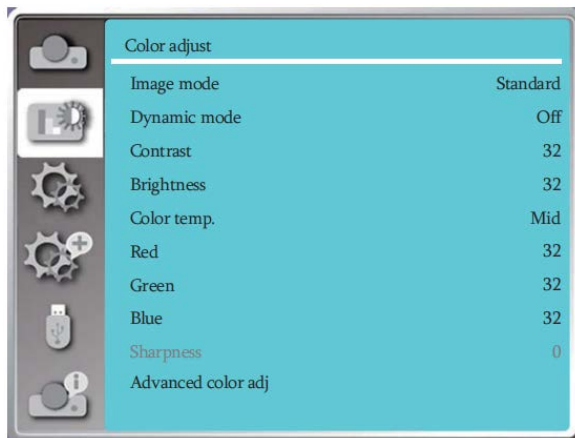 Color adjust
Image mode Standard
Dynamic mode Off
Contrast 32
Brightness 32
Color temp. Mid
Red 32
Green 32
Blue 32
Sharpness 0
Advanced color adj